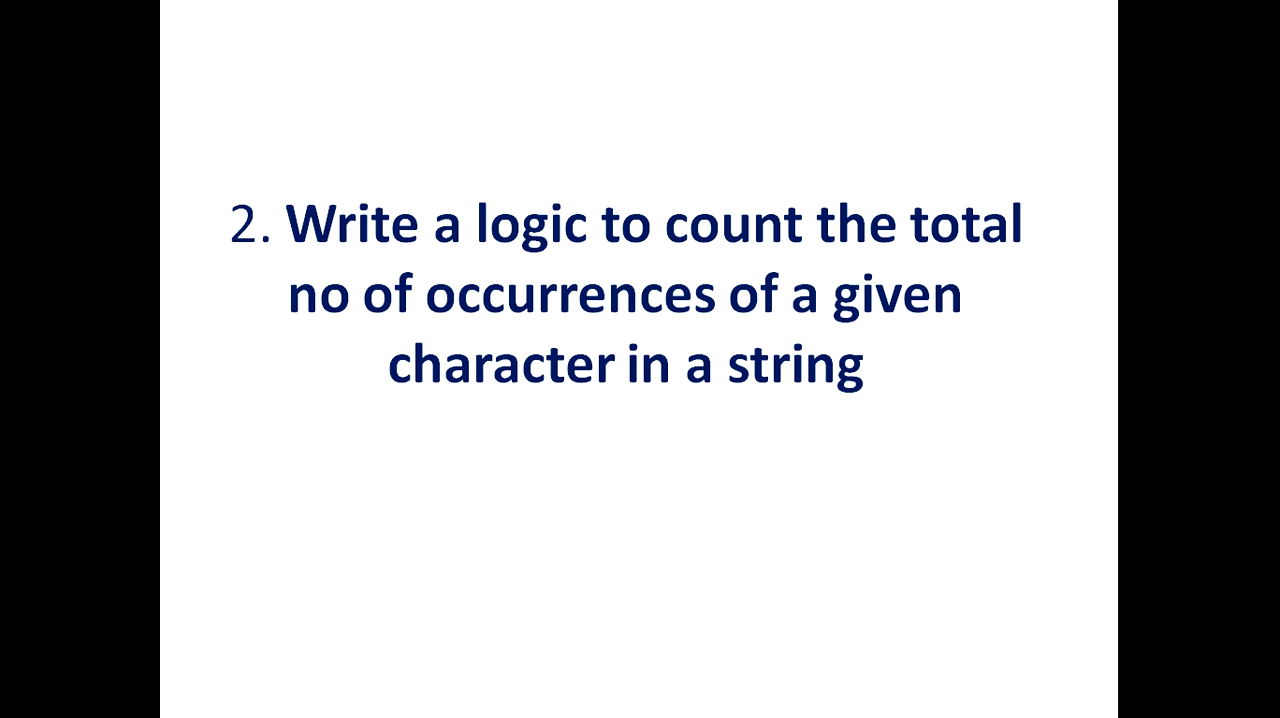 2. Write a logic to count the total
no of occurrences of a given
character in a string